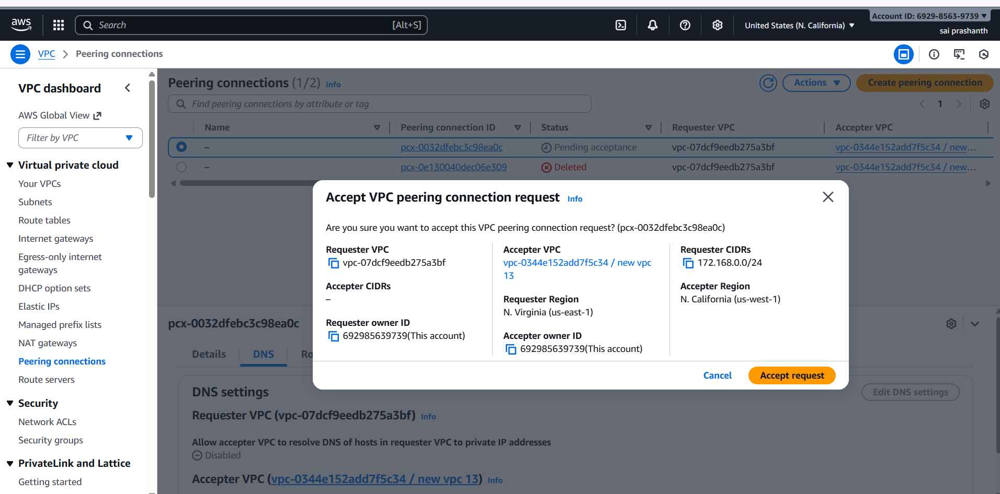 aws
Search [Alt+S]
United States (N. California)
Account ID: 6929-8563-9739
sai prashanth
VPC
Peering connections
VPC dashboard
AWS Global View
Filter by VPC
Virtual private cloud
Your VPCs
Subnets
Route tables
Internet gateways
Egress-only internet
gateways
DHCP option sets
Elastic IPs
Managed prefix lists
NAT gateways
Peering connections
Route servers
Security
Network ACLs
Security groups
PrivateLink and Lattice
Getting started
Peering connections (1/2) Info
Actions
Create peering connection
Find peering connections by attribute or tag
1
Name Peering connection ID Status Requester VPC Accepter VPC
– pcx-0032dfebc3c98ea0c Pending acceptance vpc-07dcf9eedb275a3bf vpc-0344e152add7f5c34 / new…
– pcx-0e130040dec06e309 Deleted vpc-07dcf9eedb275a3bf vpc-0344e152add7f5c34 / new…
Accept VPC peering connection request Info
Are you sure you want to accept this VPC peering connection request? (pcx-0032dfebc3c98ea0c)
Requester VPC
vpc-07dcf9eedb275a3bf
Accepter CIDRs
–
Requester owner ID
692985639739(This account)
Accepter VPC
vpc-0344e152add7f5c34 / new vpc
13
Requester Region
N. Virginia (us-east-1)
Accepter owner ID
692985639739(This account)
Requester CIDRs
172.168.0.0/24
Accepter Region
N. California (us-west-1)
Cancel
Accept request
pcx-0032dfebc3c98ea0c
Details
DNS
Ro
DNS settings
Edit DNS settings
Requester VPC (vpc-07dcf9eedb275a3bf) Info
Allow accepter VPC to resolve DNS of hosts in requester VPC to private IP addresses
Disabled
Accepter VPC (vpc-0344e152add7f5c34 / new vpc 13) Info